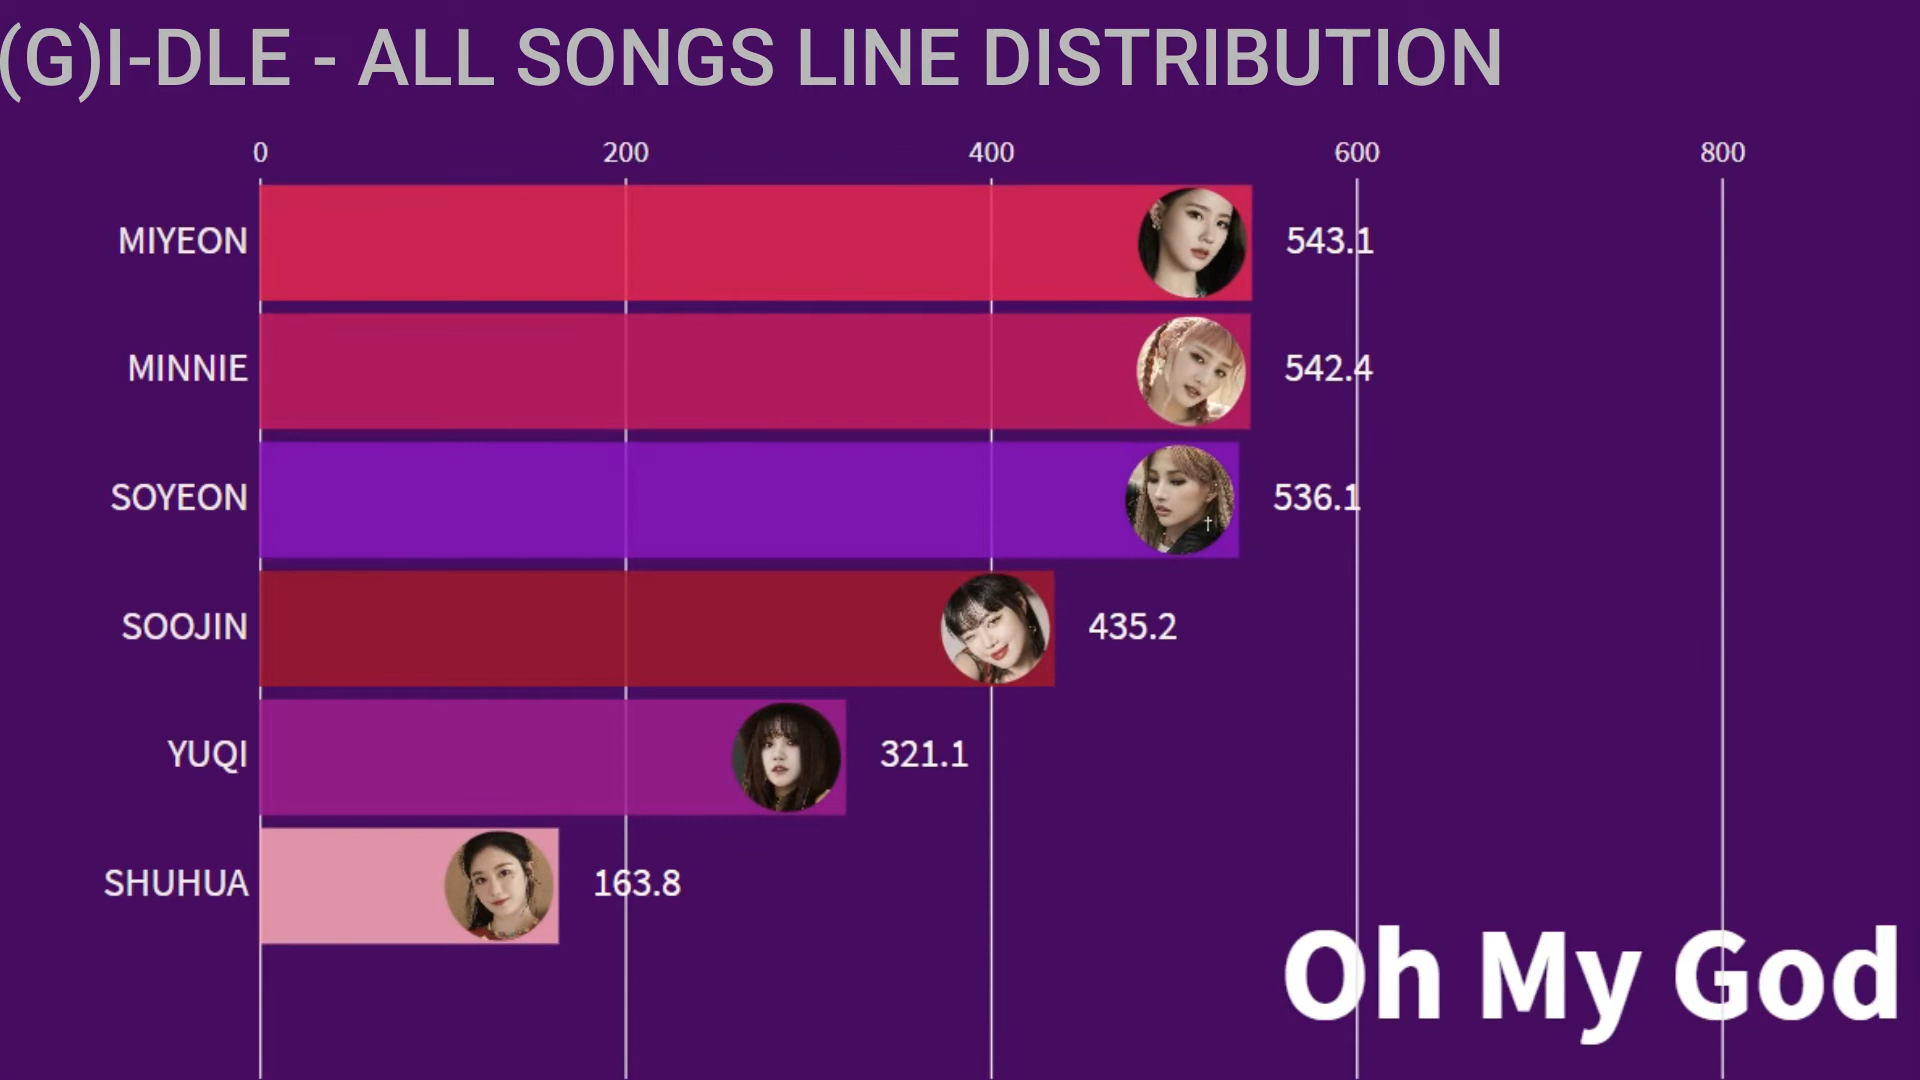 (G)I-DLE - ALL SONGS LINE DISTRIBUTION
0 200 400 600 800
MIYEON 543.1
MINNIE 542.4
SOYEON 536.1
SOOJIN 435.2
YUQI 321.1
SHUHUA 163.8
Oh My God